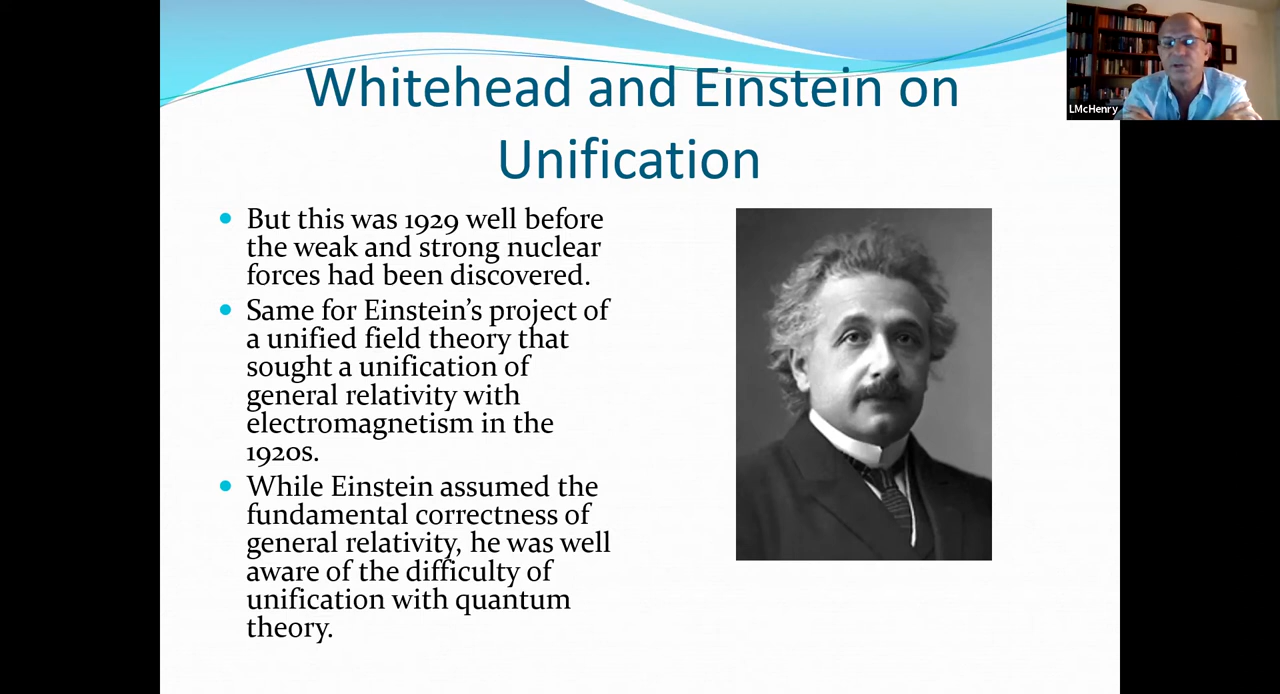 Whitehead and Einstein on
Unification
LMcHenry
But this was 1929 well before
the weak and strong nuclear
forces had been discovered.
Same for Einstein’s project of
a unified field theory that
sought a unification of
general relativity with
electromagnetism in the
1920s.
While Einstein assumed the
fundamental correctness of
general relativity, he was well
aware of the difficulty of
unification with quantum
theory.